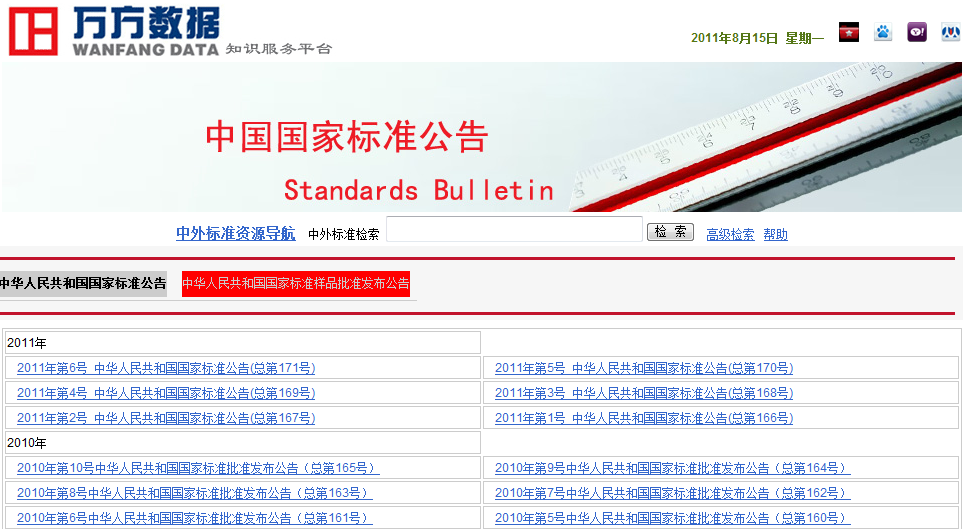 万方数据
WANFANG DATA 知识服务平台
2011年8月15日 星期一
中国国家标准公告
Standards Bulletin
中外标准资源导航 中外标准检索 检 索 高级检索 帮助
中华人民共和国国家标准公告 中华人民共和国国家标准样品批准发布公告
2011年
2011年第6号 中华人民共和国国家标准公告(总第171号) 2011年第5号 中华人民共和国国家标准公告(总第170号)
2011年第4号 中华人民共和国国家标准公告(总第169号) 2011年第3号 中华人民共和国国家标准公告(总第168号)
2011年第2号 中华人民共和国国家标准公告(总第167号) 2011年第1号 中华人民共和国国家标准公告(总第166号)
2010年
2010年第10号中华人民共和国国家标准批准发布公告（总第165号） 2010年第9号中华人民共和国国家标准批准发布公告（总第164号）
2010年第8号中华人民共和国国家标准批准发布公告（总第163号） 2010年第7号中华人民共和国国家标准批准发布公告（总第162号）
2010年第6号中华人民共和国国家标准批准发布公告（总第161号） 2010年第5号中华人民共和国国家标准批准发布公告（总第160号）